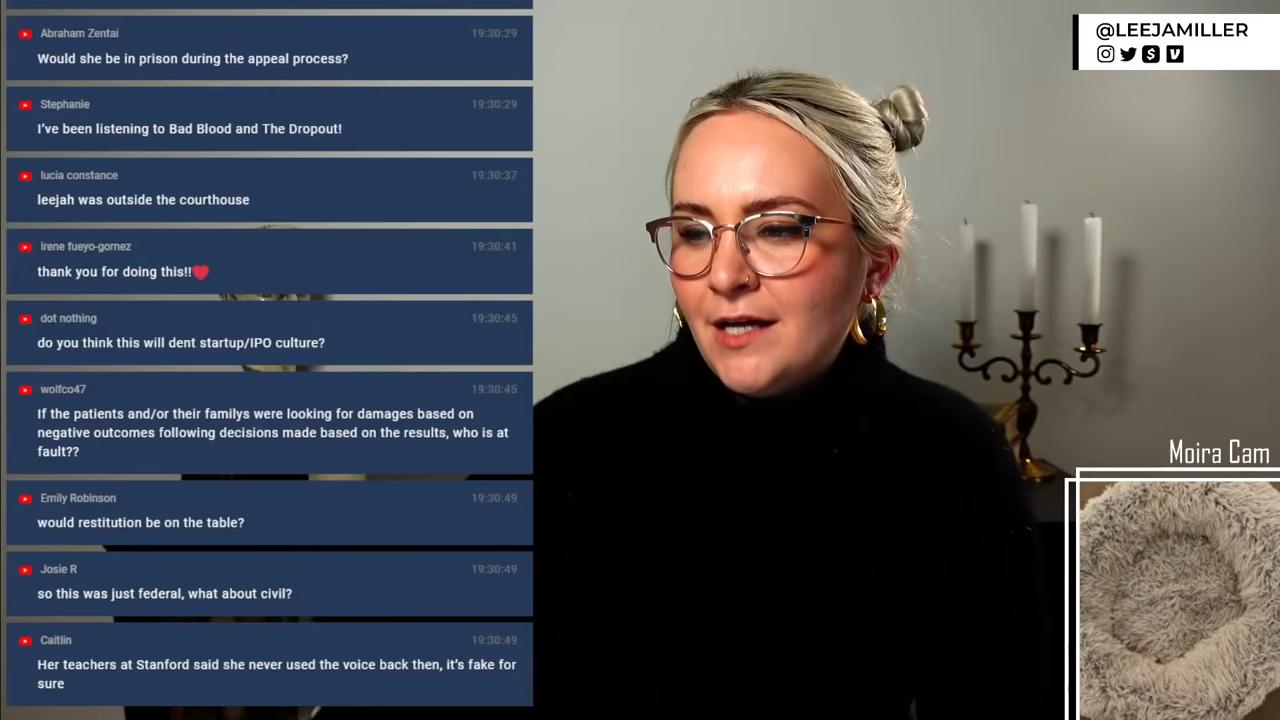 Abraham Zentai 19:30:29
Would she be in prison during the appeal process?
Stephanie 19:30:29
I've been listening to Bad Blood and The Dropout!
lucia constance 19:30:37
leejah was outside the courthouse
irene fueyo-gomez 19:30:41
thank you for doing this!!❤️
dot nothing 19:30:45
do you think this will dent startup/IPO culture?
wolfco47 19:30:45
If the patients and/or their familys were looking for damages based on
negative outcomes following decisions made based on the results, who is at
fault??
Emily Robinson 19:30:49
would restitution be on the table?
Josie R 19:30:49
so this was just federal, what about civil?
Caitlin 19:30:49
Her teachers at Stanford said she never used the voice back then, it's fake for
sure
@LEEJAMILLER
Moira Cam